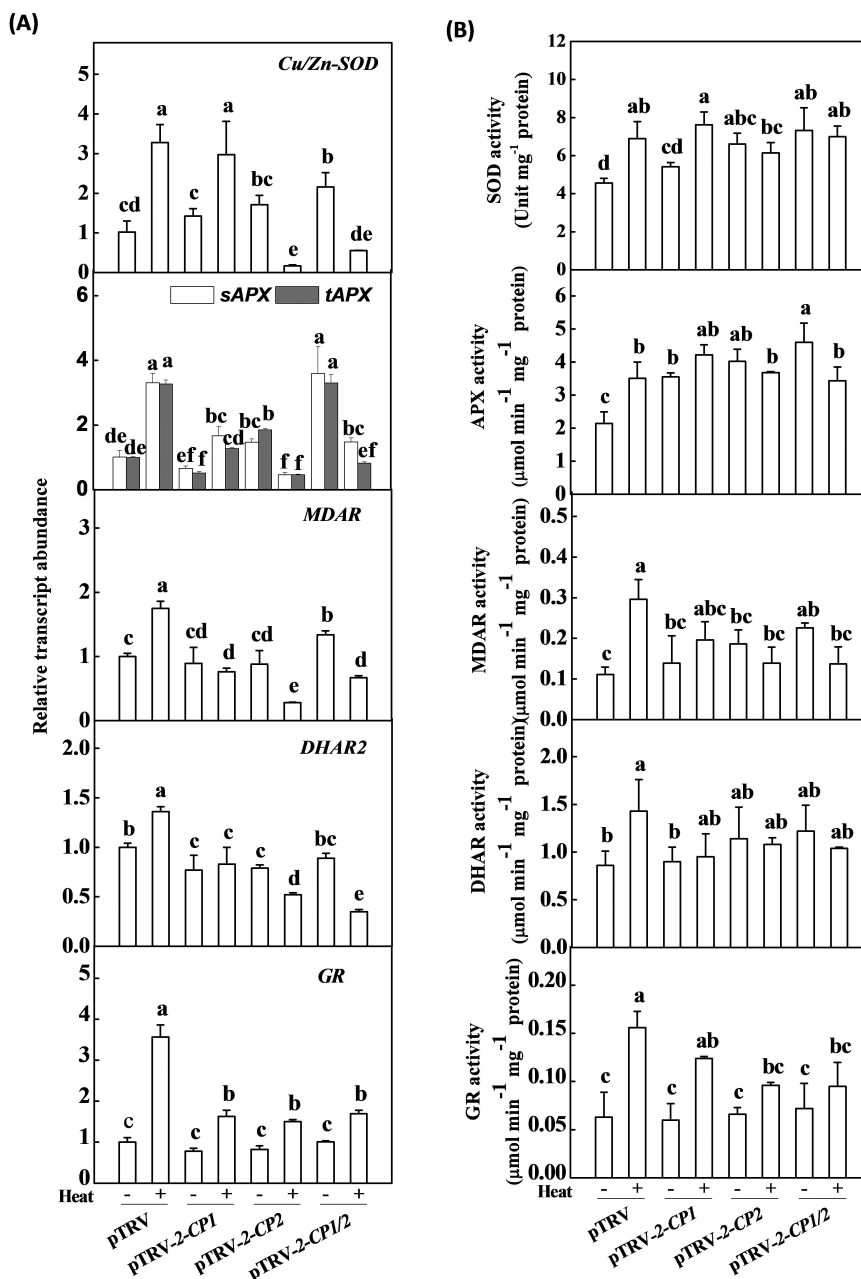 (A)
Relative transcript abundance
Cu/Zn-SOD
5
4
3
2
1
0
cd
a
c
a
bc
e
b
de
sAPX tAPX
6
4
2
0
de de
a a
ef f
bc cd
bc b
f f
a a
bc ef
MDAR
3
2
1
0
c
a
cd
d
cd
e
b
d
DHAR2
2.0
1.5
1.0
0.5
0.0
b
a
c
c
c
d
bc
e
GR
5
4
3
2
1
0
c
a
c
b
c
b
c
b
Heat - + - + - + - +
pTRV
pTRV-2-CP1
pTRV-2-CP2
pTRV-2-CP1/2
(B)
SOD activity
(Unit mg-1 protein)
12
10
8
6
4
2
0
d
ab
cd
a
abc
bc
ab
ab
APX activity
(μmol min-1 mg-1 protein)
6
5
4
3
2
1
0
c
b
b
ab
ab
b
a
b
MDAR activity
(μmol min-1 mg-1 protein)
0.5
0.4
0.3
0.2
0.1
0.0
c
a
bc
abc
bc
bc
ab
bc
DHAR activity
(μmol min-1 mg-1 protein)
2.0
1.5
1.0
0.5
0.0
b
a
b
ab
ab
ab
ab
ab
GR activity
(μmol min-1 mg-1 protein)
0.20
0.15
0.10
0.05
0.00
c
a
c
ab
c
bc
c
bc
Heat - + - + - + - +
pTRV
pTRV-2-CP1
pTRV-2-CP2
pTRV-2-CP1/2